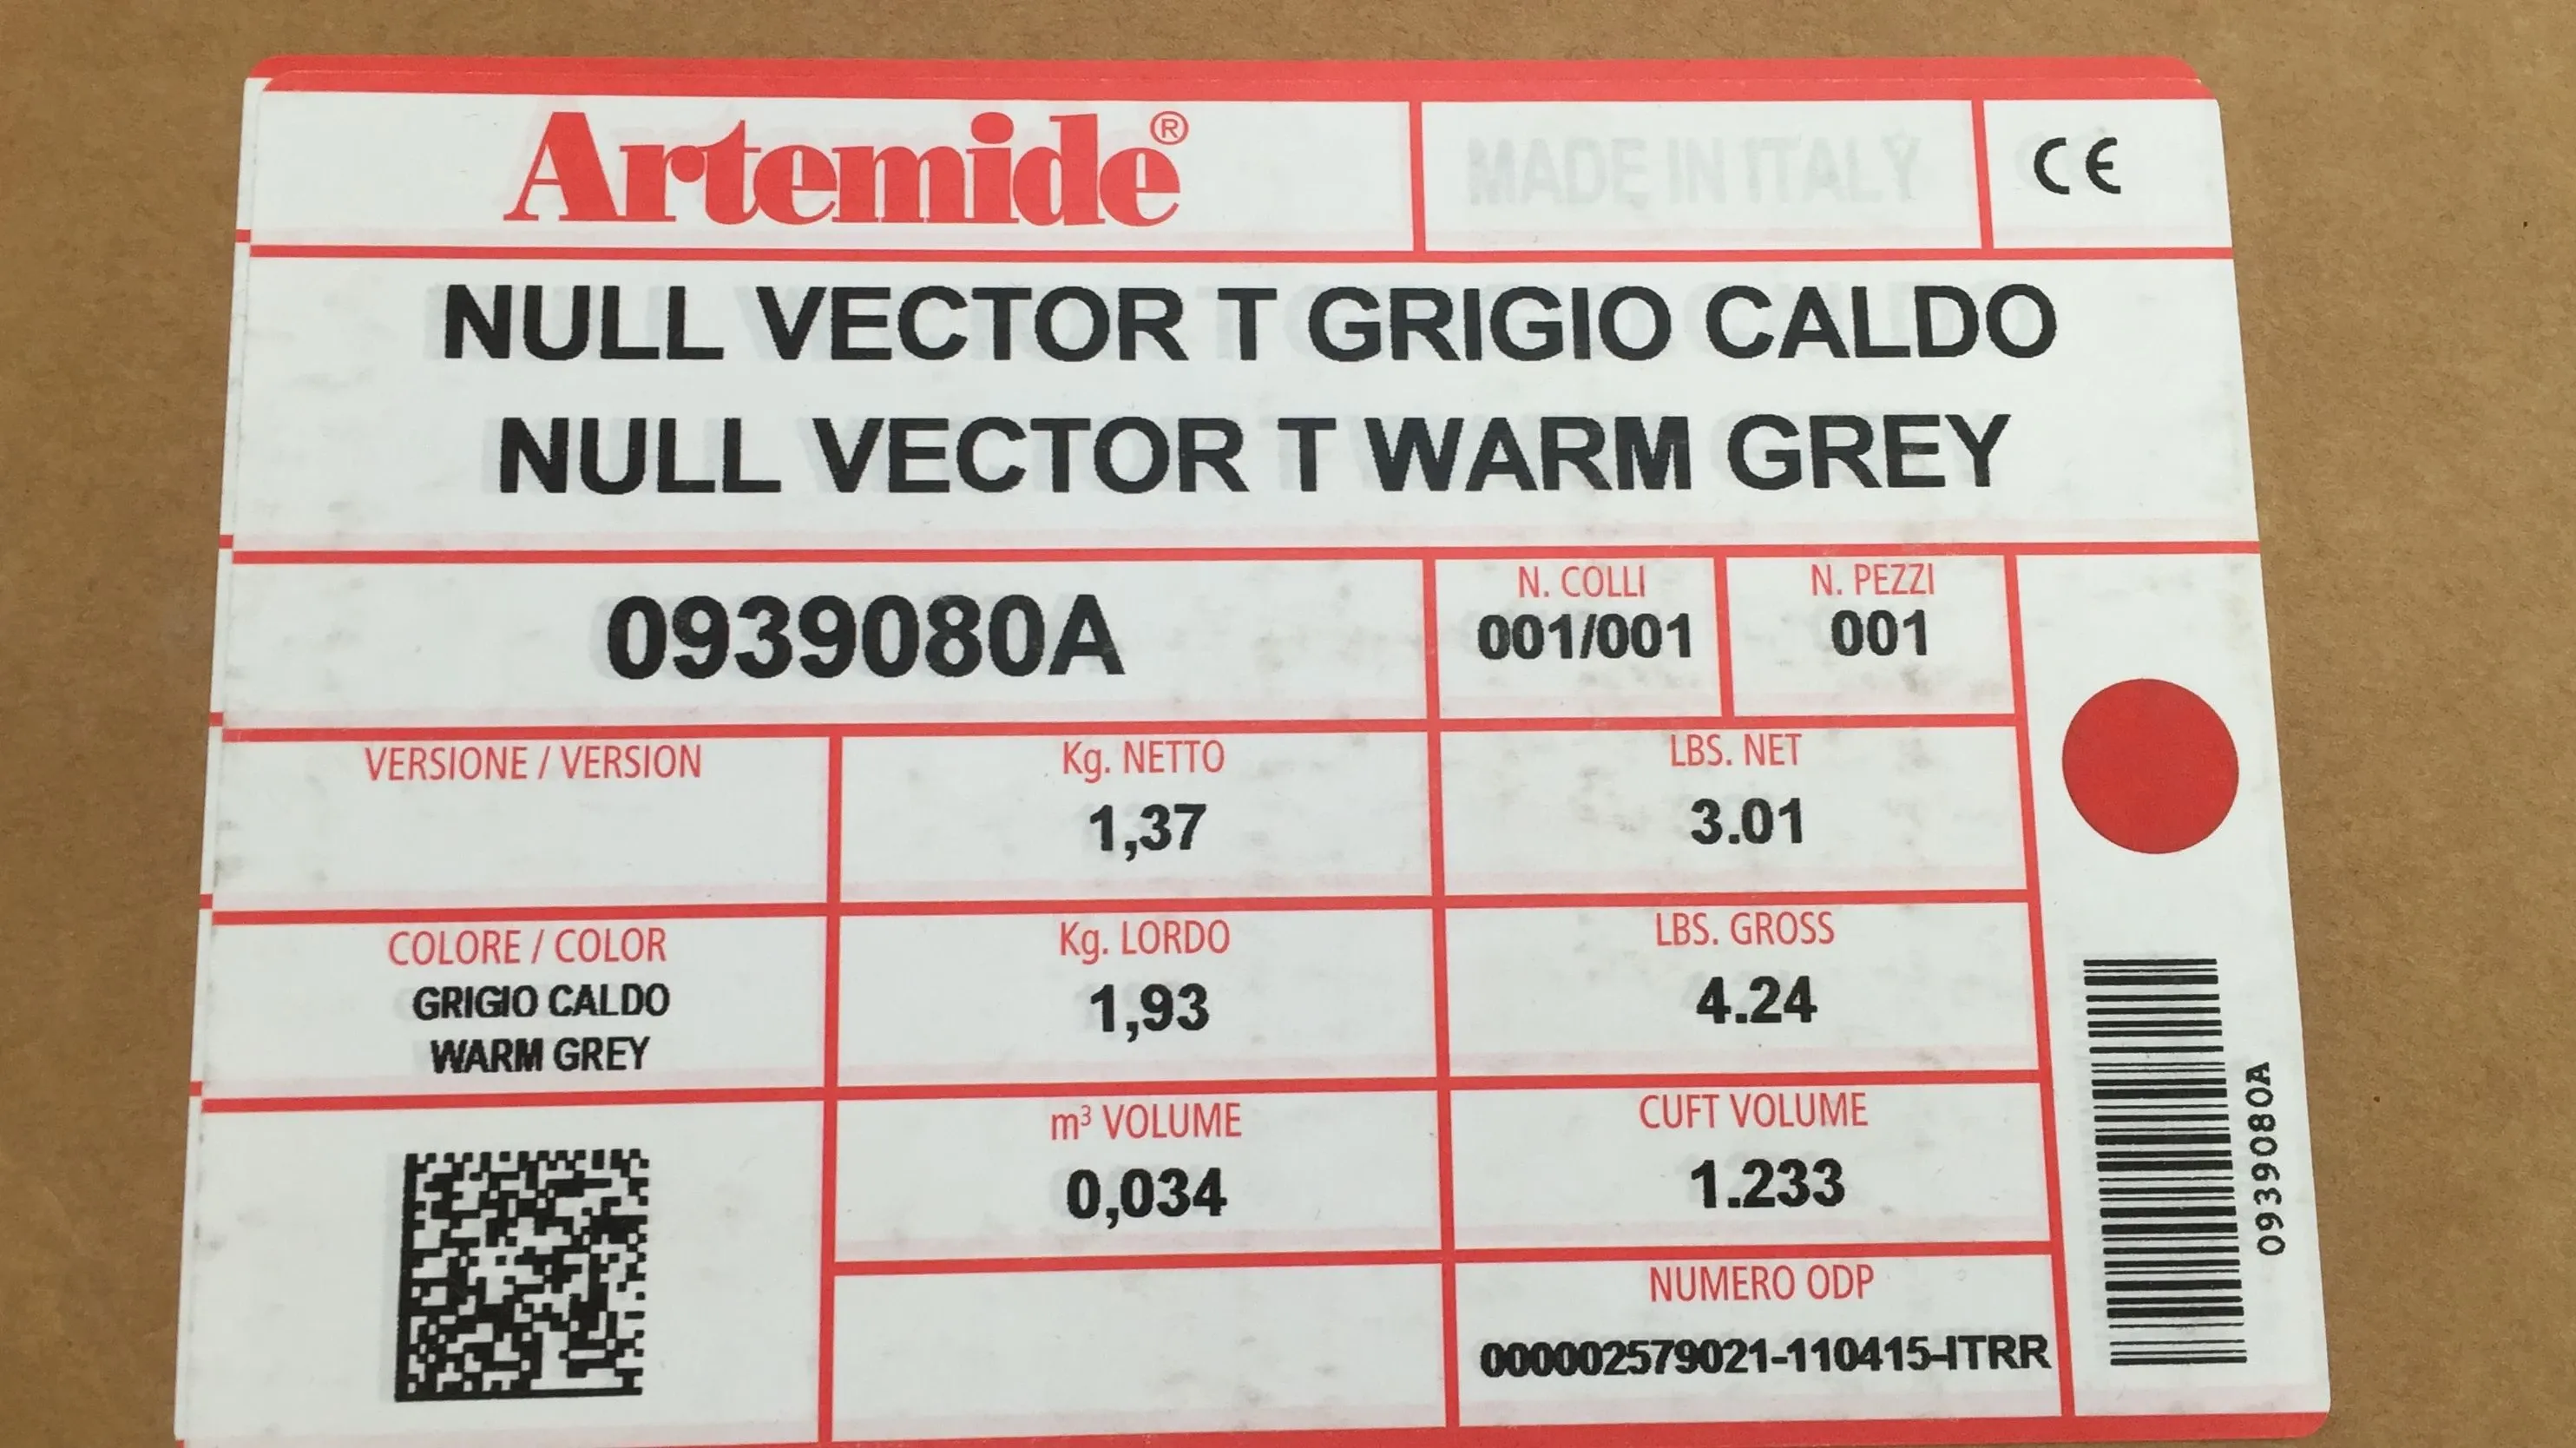 Artemide®
MADE IN ITALY
CE
NULL VECTOR T GRIGIO CALDO
NULL VECTOR T WARM GREY
0939080A
N. COLLI
001/001
N. PEZZI
001
VERSIONE / VERSION
Kg. NETTO
1,37
LBS. NET
3.01
COLORE / COLOR
GRIGIO CALDO
WARM GREY
Kg. LORDO
1,93
LBS. GROSS
4.24
m³ VOLUME
0,034
CUFT VOLUME
1.233
NUMERO ODP
000002579021-110415-ITRR
0939080A